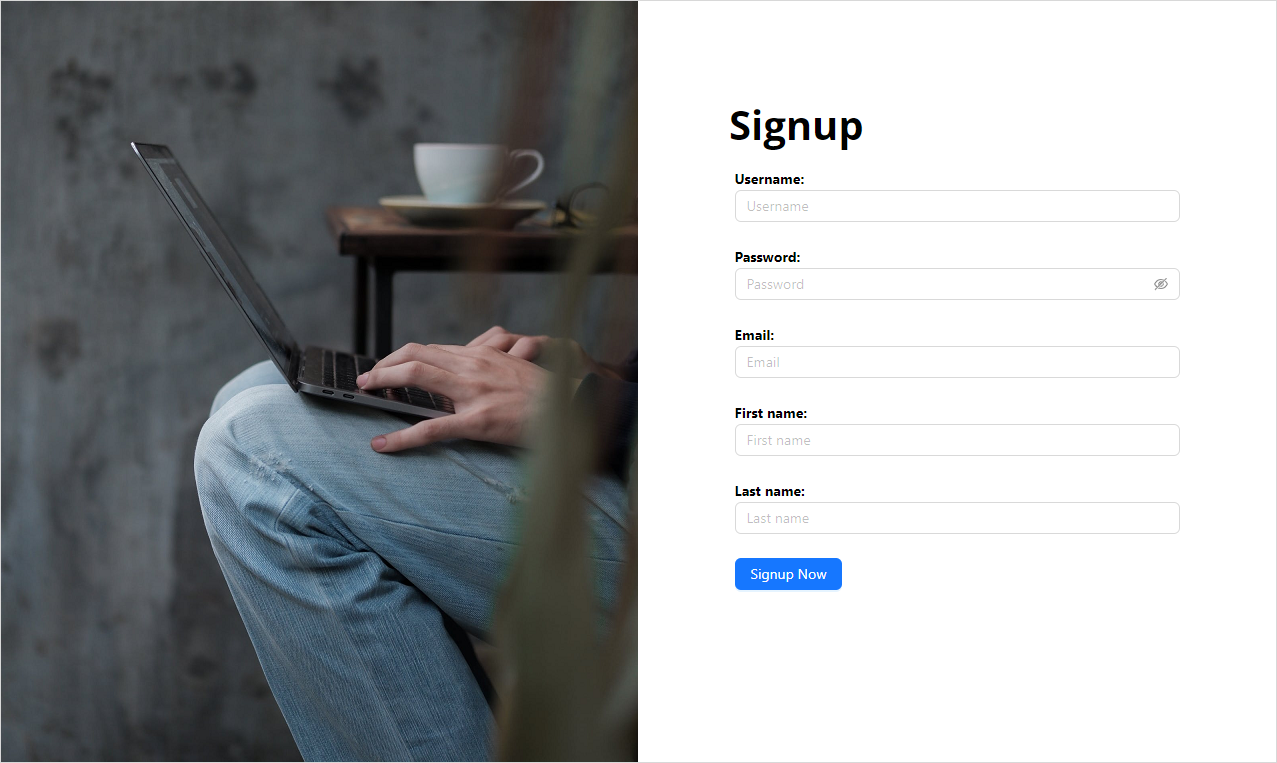 Signup
Username:
Username
Password:
Password
Email:
Email
First name:
First name
Last name:
Last name
Signup Now